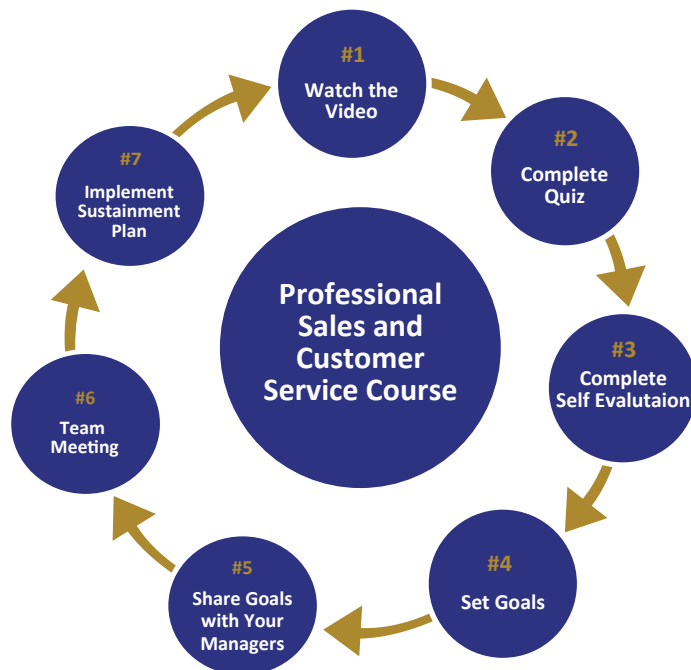 #1
Watch the
Video
#2
Complete
Quiz
#3
Complete
Self Evalutaion
#4
Set Goals
#5
Share Goals
with Your
Managers
#6
Team
Meeting
#7
Implement
Sustainment
Plan
Professional
Sales and
Customer
Service Course